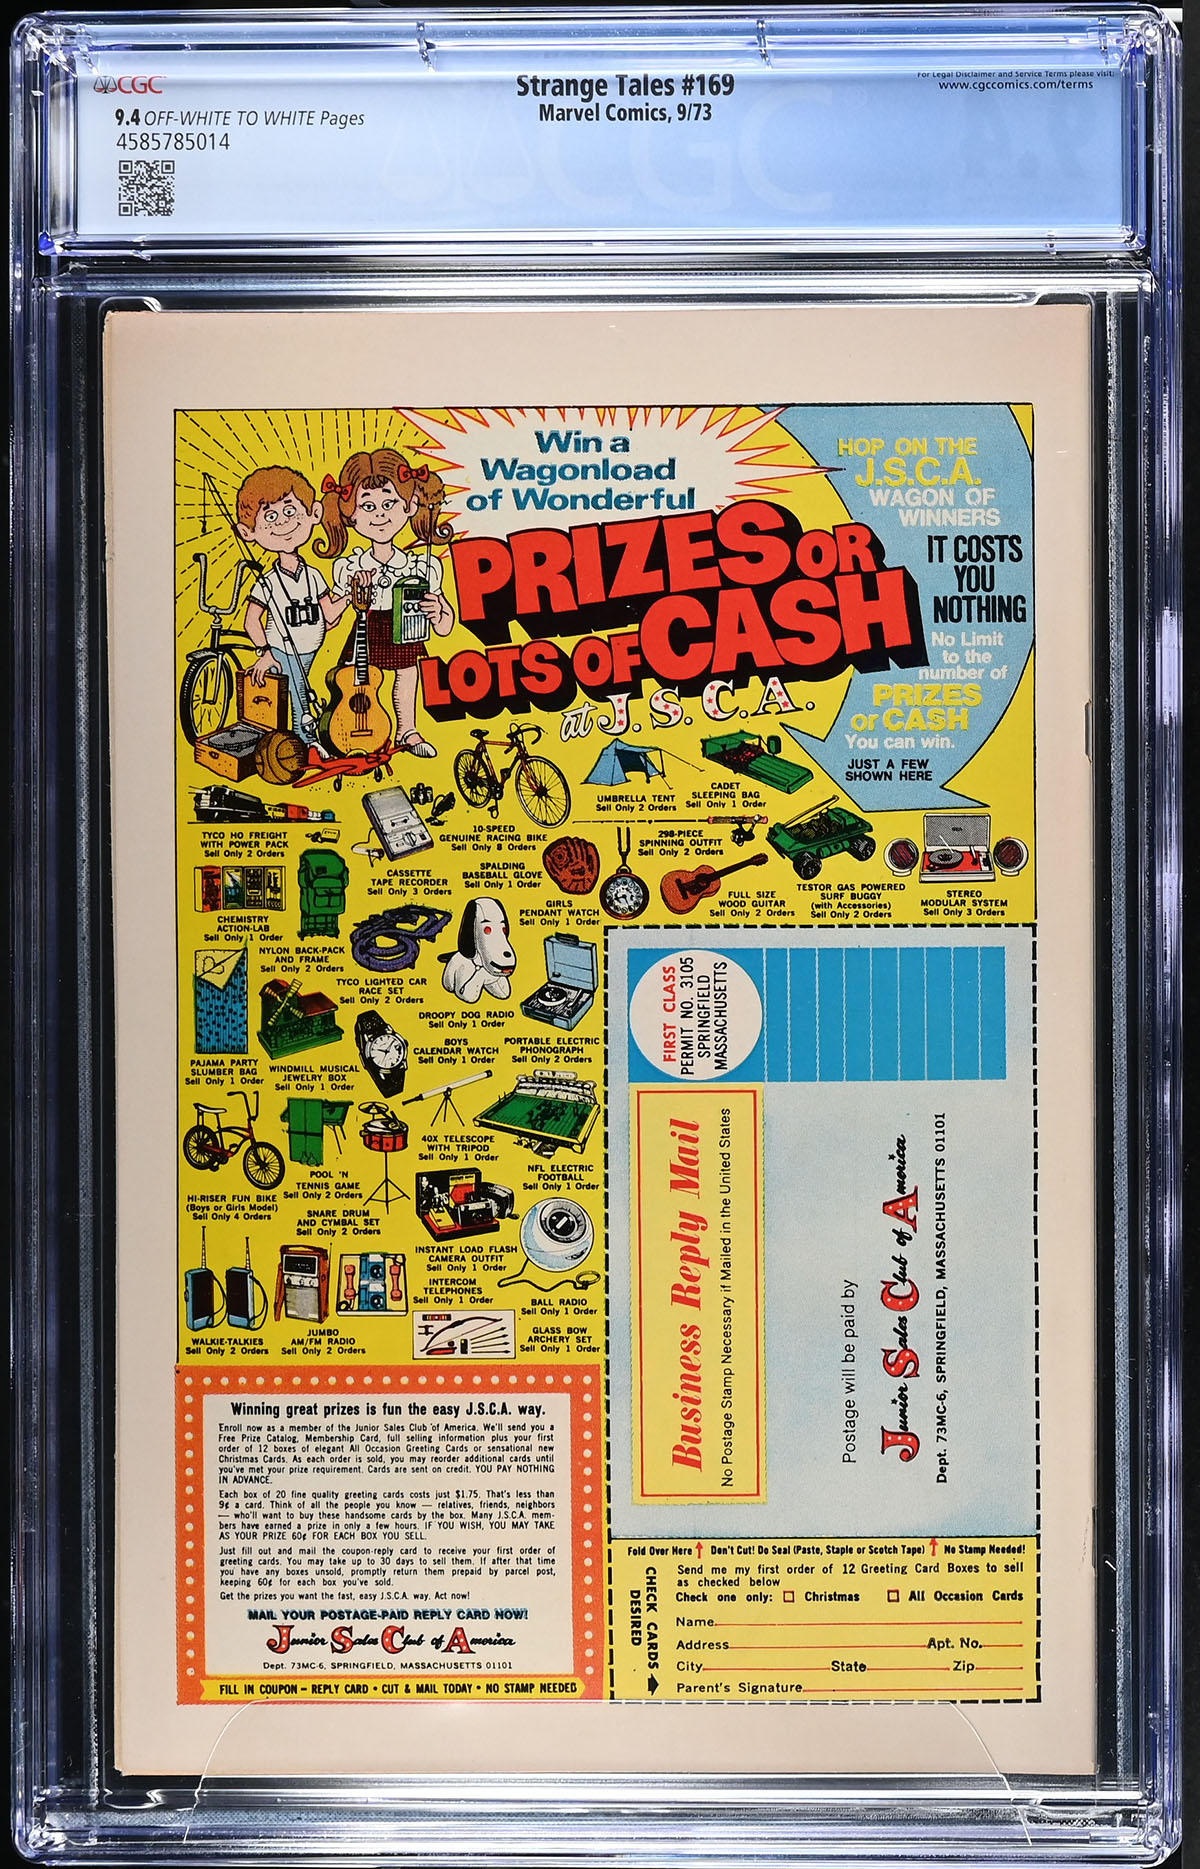 CGC
9.4 OFF-WHITE TO WHITE Pages
4585785014
Strange Tales #169
Marvel Comics, 9/73
For Legal Disclaimer and Service Terms please visit:
www.cgccomics.com/terms
CGC
Win a
Wagonload
of Wonderful
PRIZES OR
LOTS OF CASH
at J.S.C.A.
HOP ON THE
J.S.C.A.
WAGON OF
WINNERS
IT COSTS
YOU
NOTHING
No Limit
to the
number of
PRIZES
or CASH
You can win.
JUST A FEW
SHOWN HERE
TYCO HO FREIGHT
WITH POWER PACK
Sell Only 2 Orders
CASSETTE
TAPE RECORDER
Sell Only 3 Orders
10-SPEED
GENUINE RACING BIKE
Sell Only 8 Orders
UMBRELLA TENT
Sell Only 2 Orders
CADET
SLEEPING BAG
Sell Only 1 Order
SPALDING
BASEBALL GLOVE
Sell Only 1 Order
298-PIECE
SPINNING OUTFIT
Sell Only 2 Orders
GIRLS
PENDANT WATCH
Sell Only 1 Order
FULL SIZE
WOOD GUITAR
Sell Only 2 Orders
TESTOR GAS POWERED
SURF BUGGY
(with Accessories)
Sell Only 2 Orders
STEREO
MODULAR SYSTEM
Sell Only 3 Orders
CHEMISTRY
ACTION-LAB
Sell Only 1 Order
NYLON BACK-PACK
AND FRAME
Sell Only 2 Orders
TYCO LIGHTED CAR
RACE SET
Sell Only 2 Orders
DROOPY DOG RADIO
Sell Only 1 Order
PAJAMA PARTY
SLUMBER BAG
Sell Only 1 Order
WINDMILL MUSICAL
JEWELRY BOX
Sell Only 1 Order
BOYS
CALENDAR WATCH
Sell Only 1 Order
PORTABLE ELECTRIC
PHONOGRAPH
Sell Only 2 Orders
40X TELESCOPE
WITH TRIPOD
Sell Only 1 Order
NFL ELECTRIC
FOOTBALL
Sell Only 1 Order
HI-RISER FUN BIKE
(Boys or Girls Model)
Sell Only 4 Orders
POOL 'N
TENNIS GAME
Sell Only 2 Orders
SNARE DRUM
AND CYMBAL SET
Sell Only 2 Orders
INSTANT LOAD FLASH
CAMERA OUTFIT
Sell Only 1 Order
INTERCOM
TELEPHONES
Sell Only 1 Order
BALL RADIO
Sell Only 1 Order
WALKIE-TALKIES
Sell Only 2 Orders
JUMBO
AM/FM RADIO
Sell Only 2 Orders
GLASS BOW
ARCHERY SET
Sell Only 1 Order
FIRST CLASS
PERMIT NO. 3105
SPRINGFIELD
MASSACHUSETTS
Business Reply Mail
No Postage Stamp Necessary if Mailed in the United States
Postage will be paid by
Junior Sales Club of America
Dept. 73MC-6, SPRINGFIELD, MASSACHUSETTS 01101
Winning great prizes is fun the easy J.S.C.A. way.
Enroll now as a member of the Junior Sales Club of America. We'll send you a
Free Prize Catalog, Membership Card, full selling information plus your first
order of 12 boxes of elegant All Occasion Greeting Cards or sensational new
Christmas Cards. As each order is sold, you may reorder additional cards until
you've met your prize requirement. Cards are sent on credit. YOU PAY NOTHING
IN ADVANCE.
Each box of 20 fine quality greeting cards costs just $1.75. That's less than
9¢ a card. Think of all the people you know — relatives, friends, neighbors
— who'll want to buy these handsome cards by the box. Many J.S.C.A. mem-
bers have earned a prize in only a few hours. IF YOU WISH, YOU MAY TAKE
AS YOUR PRIZE 60¢ FOR EACH BOX YOU SELL.
Just fill out and mail the coupon-reply card to receive your first order of
greeting cards. You may take up to 30 days to sell them. If after that time
you have any boxes unsold, promptly return them prepaid by parcel post,
keeping 60¢ for each box you've sold.
Get the prizes you want the fast, easy J.S.C.A. way. Act now!
MAIL YOUR POSTAGE-PAID REPLY CARD NOW!
Junior Sales Club of America
Dept. 73MC-6, SPRINGFIELD, MASSACHUSETTS 01101
FILL IN COUPON – REPLY CARD • CUT & MAIL TODAY • NO STAMP NEEDED
Fold Over Here Don't Cut! Do Seal (Paste, Staple or Scotch Tape) No Stamp Needed!
CHECK CARDS
DESIRED
Send me my first order of 12 Greeting Card Boxes to sell
as checked below
Check one only: Christmas All Occasion Cards
Name
Address Apt. No.
City State Zip
Parent's Signature